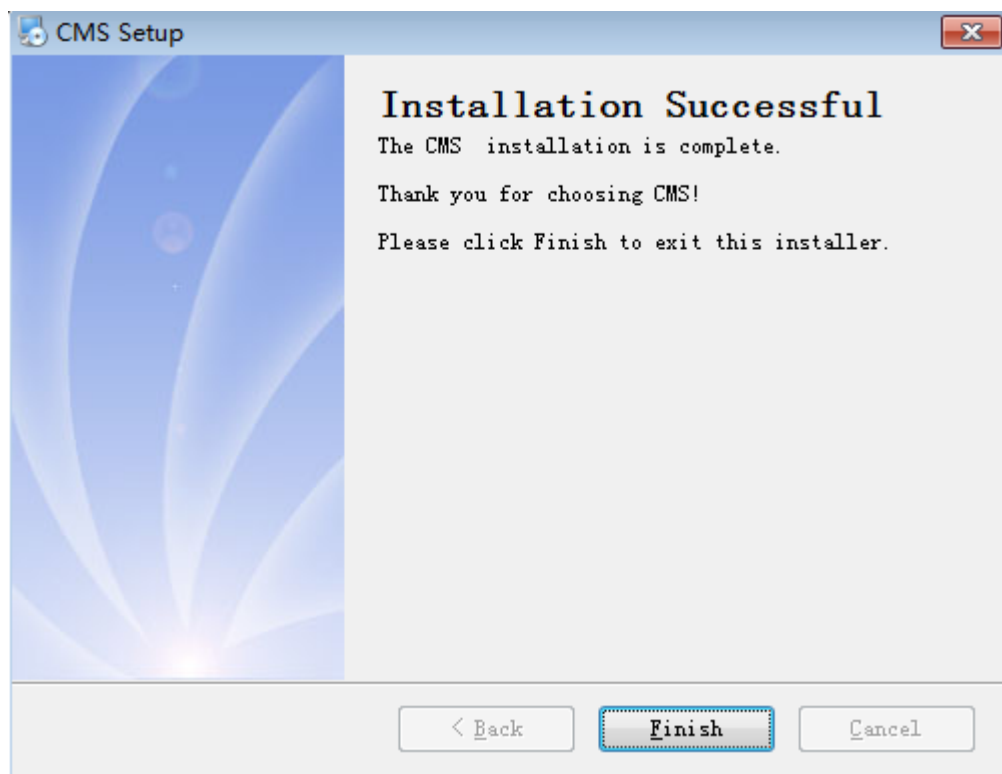 CMS Setup
Installation Successful
The CMS  installation is complete.
Thank you for choosing CMS!
Please click Finish to exit this installer.
< Back
Finish
Cancel